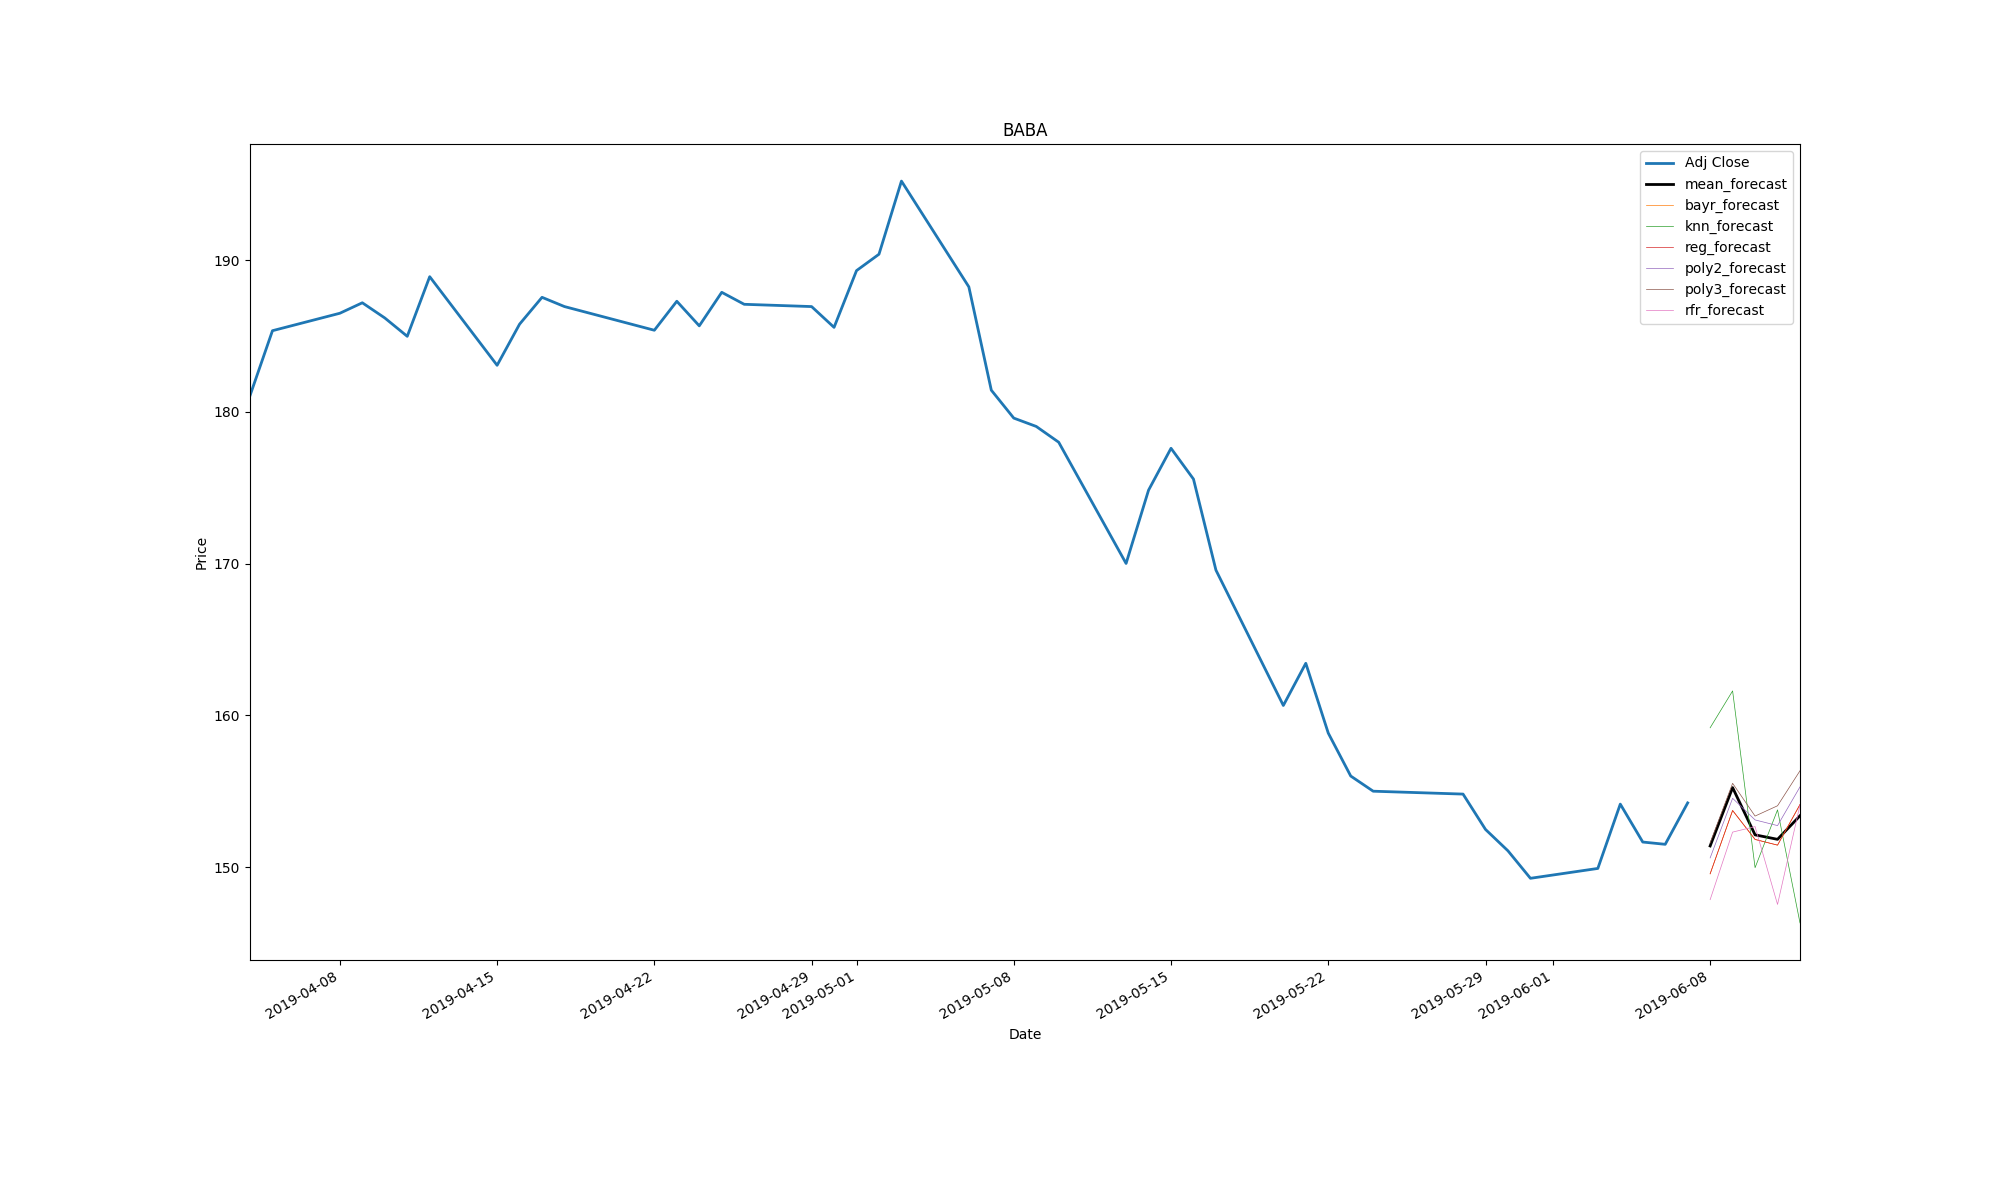 BABA
Adj Close
mean_forecast
bayr_forecast
knn_forecast
reg_forecast
poly2_forecast
poly3_forecast
rfr_forecast
190
180
170
160
150
Price
2019-04-08
2019-04-15
2019-04-22
2019-04-29
2019-05-01
2019-05-08
2019-05-15
2019-05-22
2019-05-29
2019-06-01
2019-06-08
Date